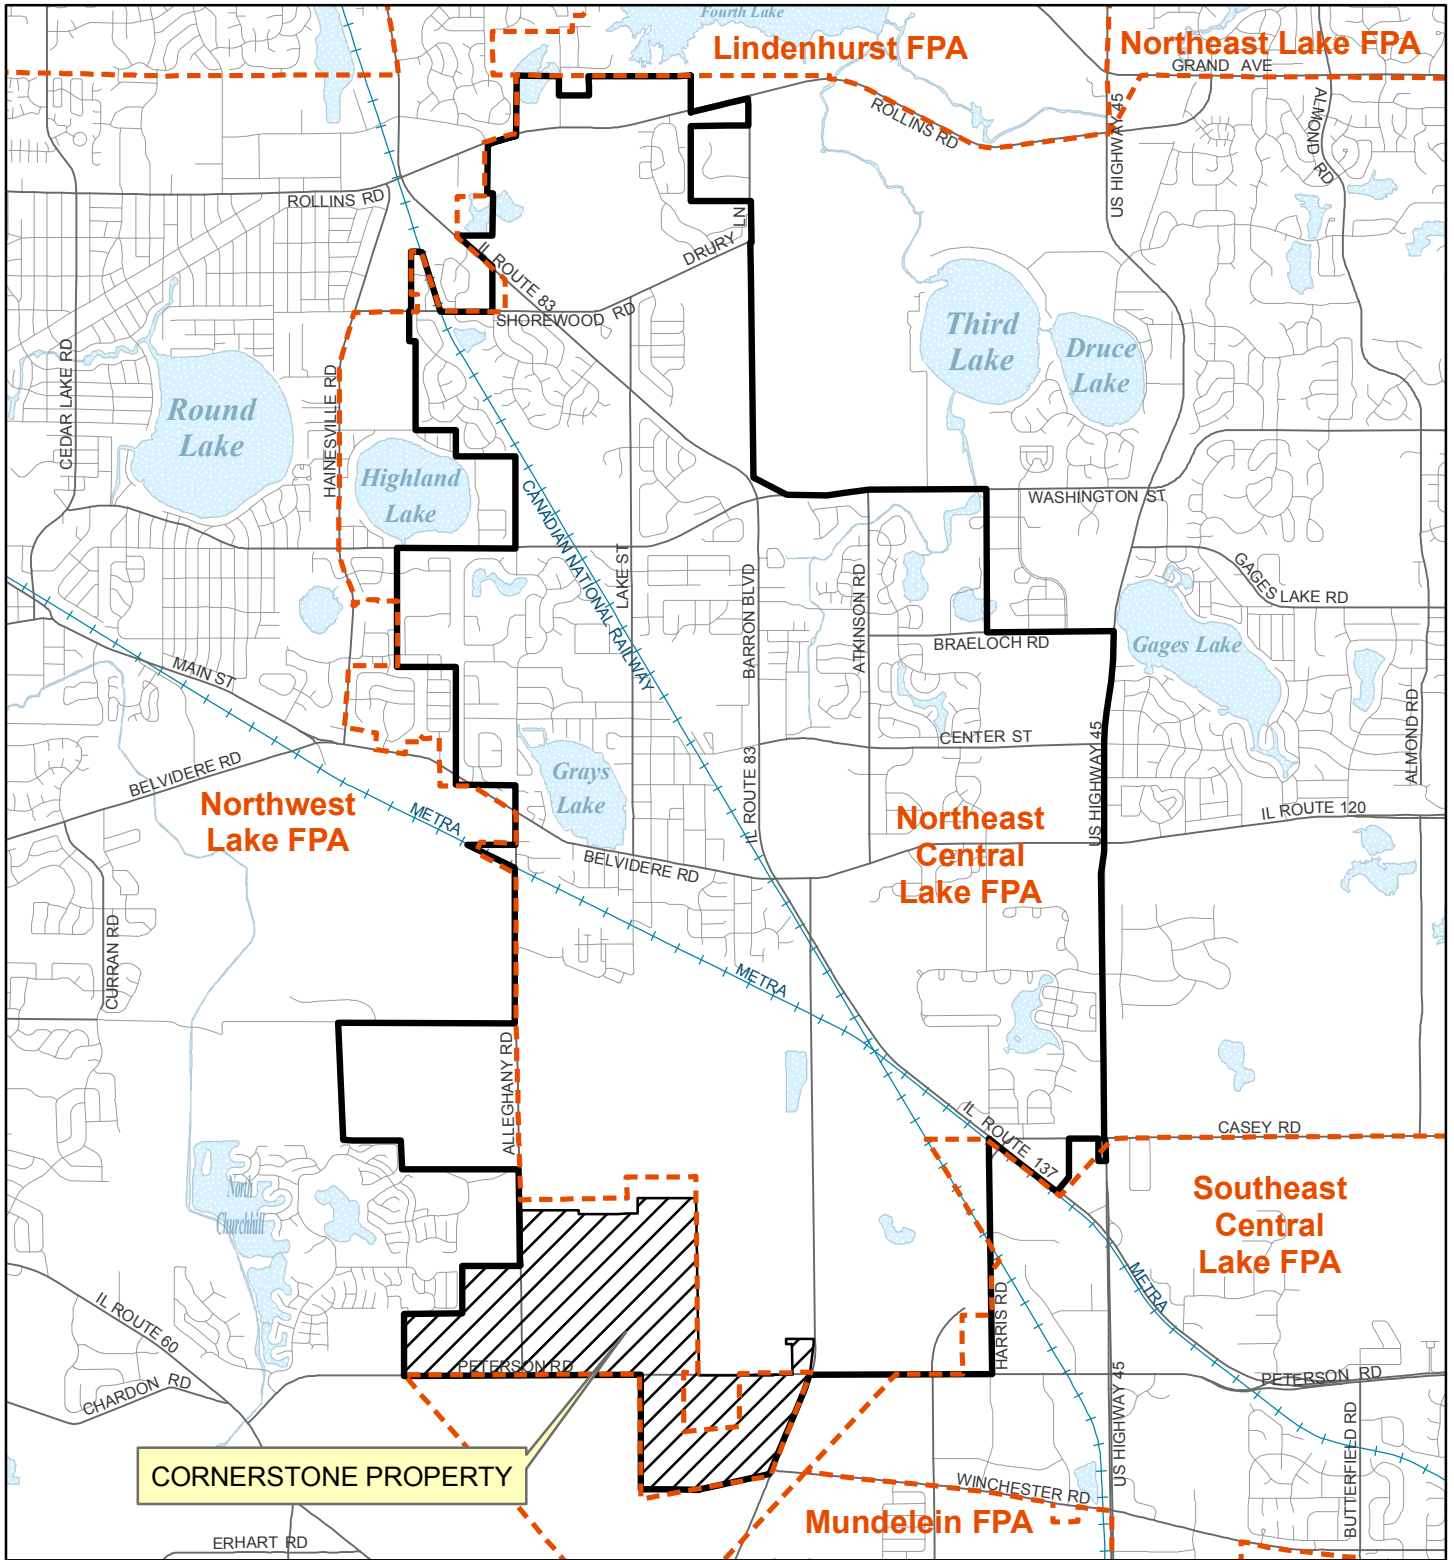 Fourth Lake
Lindenhurst FPA
Northeast Lake FPA
GRAND AVE
ROLLINS RD
US HIGHWAY 45
ALMOND RD
ROLLINS RD
DRURY LN
IL ROUTE 83
SHOREWOOD RD
Third
Lake
Druce
Lake
CEDAR LAKE RD
Round
Lake
HAINESVILLE RD
Highland
Lake
CANADIAN NATIONAL RAILWAY
WASHINGTON ST
LAKE ST
BARRON BLVD
ATKINSON RD
GAGES LAKE RD
BRAELOCH RD
Gages Lake
MAIN ST
ALMOND RD
CENTER ST
US HIGHWAY 45
BELVIDERE RD
Grays
Lake
IL ROUTE 83
IL ROUTE 120
Northwest
Lake FPA
METRA
Northeast
Central
Lake FPA
BELVIDERE RD
CURRAN RD
METRA
ALLEGHANY RD
IL ROUTE 137
CASEY RD
North
Churchhill
Southeast
Central
Lake FPA
METRA
IL ROUTE 60
HARRIS RD
PETERSON RD
PETERSON RD
CHARDON RD
US HIGHWAY 45
BUTTERFIELD RD
CORNERSTONE PROPERTY
WINCHESTER RD
Mundelein FPA
ERHART RD